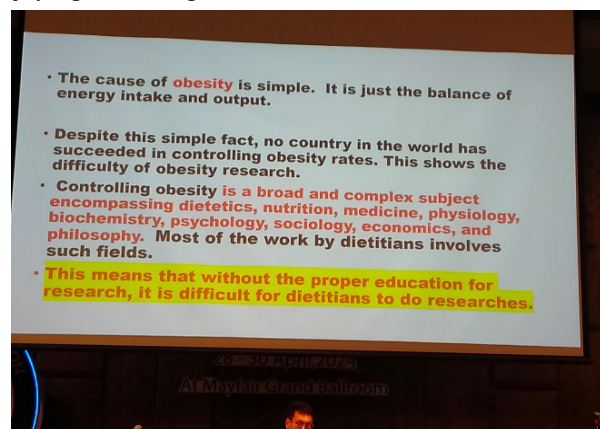 • The cause of obesity is simple. It is just the balance of
energy intake and output.
• Despite this simple fact, no country in the world has
succeeded in controlling obesity rates. This shows the
difficulty of obesity research.
• Controlling obesity is a broad and complex subject
encompassing dietetics, nutrition, medicine, physiology,
biochemistry, psychology, sociology, economics, and
philosophy. Most of the work by dietitians involves
such fields.
• This means that without the proper education for
research, it is difficult for dietitians to do researches.
28 - 30 April,2024
At Mayfair Grand Ballroom